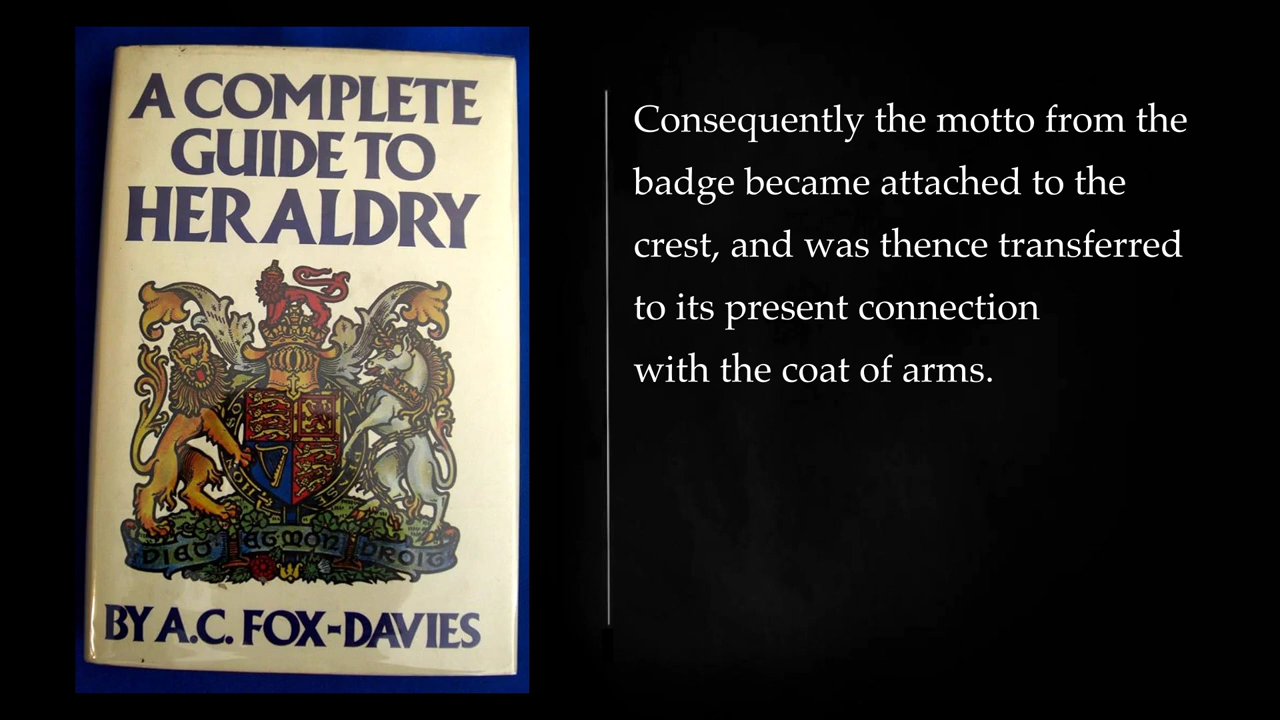 A COMPLETE
GUIDE TO
HERALDRY
DIEU ET MON DROIT
BY A.C. FOX-DAVIES
Consequently the motto from the
badge became attached to the
crest, and was thence transferred
to its present connection
with the coat of arms.